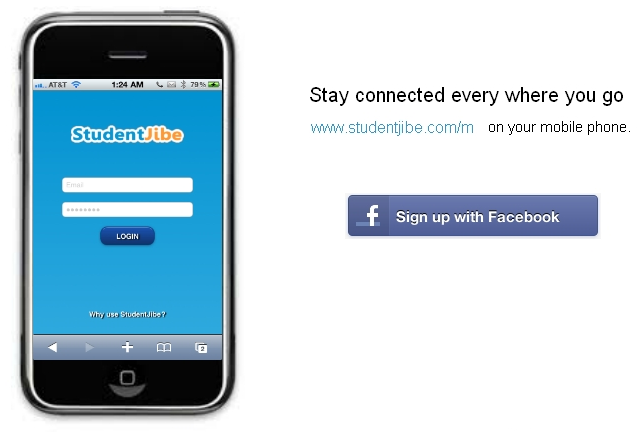 AT&T 1:24 AM 79%
StudentJibe
Email
LOGIN
Why use StudentJibe?
2
Stay connected every where you go
www.studentjibe.com/m on your mobile phone.
f Sign up with Facebook